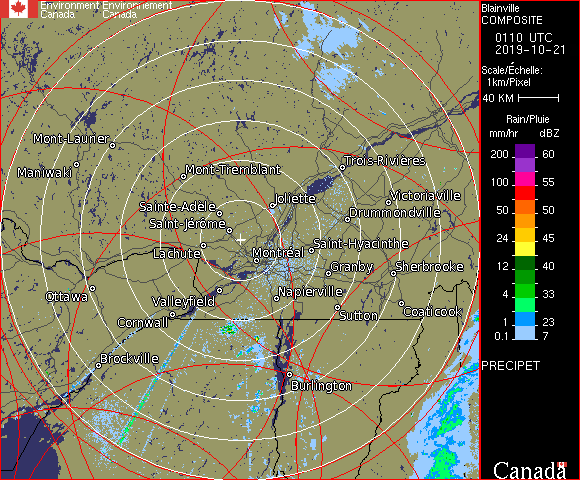 Environment Environnement
Canada Canada
Blainville
COMPOSITE
0110 UTC
2019-10-21
Scale/Échelle:
1km/Pixel
40 KM
Rain/Pluie
mm/hr dBZ
200 60
150 57
100 55
50 50
24 45
12 40
4 33
1 23
0.1 7
PRECIPET
Canada
Mont-Laurier
Maniwaki
Mont-Tremblant
Trois-Rivières
Joliette
Victoriaville
Sainte-Adèle
Drummondville
Saint-Jérôme
Saint-Hyacinthe
Lachute
Montréal
Granby
Sherbrooke
Ottawa
Valleyfield
Napierville
Cornwall
Sutton
Coaticook
Brockville
Burlington